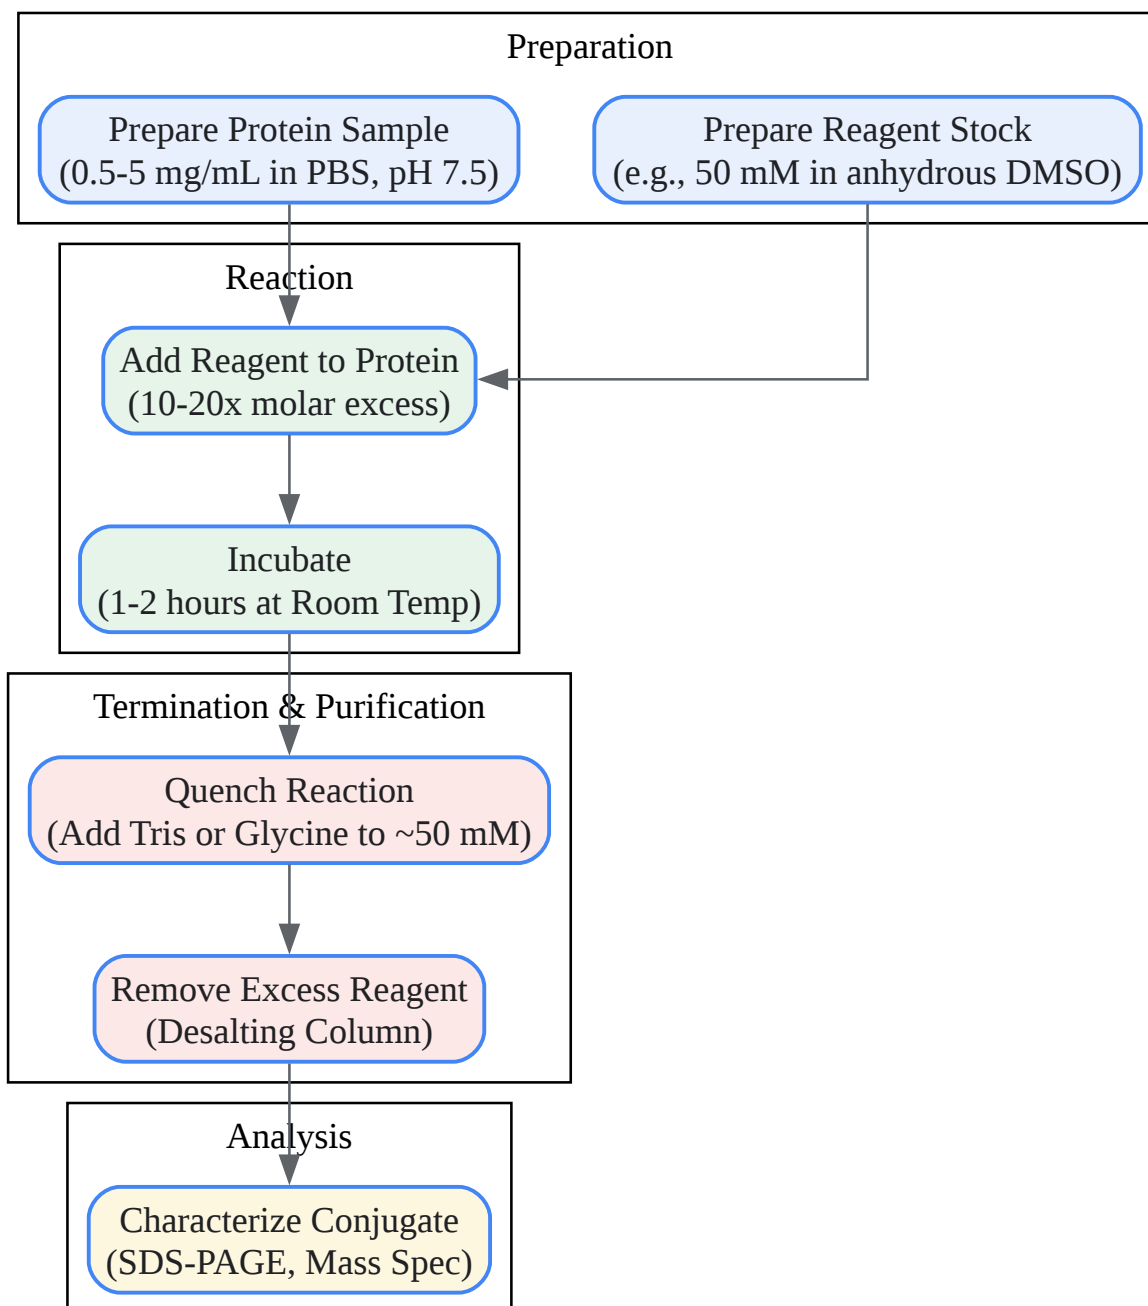 Preparation
Prepare Protein Sample
(0.5-5 mg/mL in PBS, pH 7.5)
Prepare Reagent Stock
(e.g., 50 mM in anhydrous DMSO)
Reaction
Add Reagent to Protein
(10-20x molar excess)
Incubate
(1-2 hours at Room Temp)
Termination & Purification
Quench Reaction
(Add Tris or Glycine to ~50 mM)
Remove Excess Reagent
(Desalting Column)
Analysis
Characterize Conjugate
(SDS-PAGE, Mass Spec)